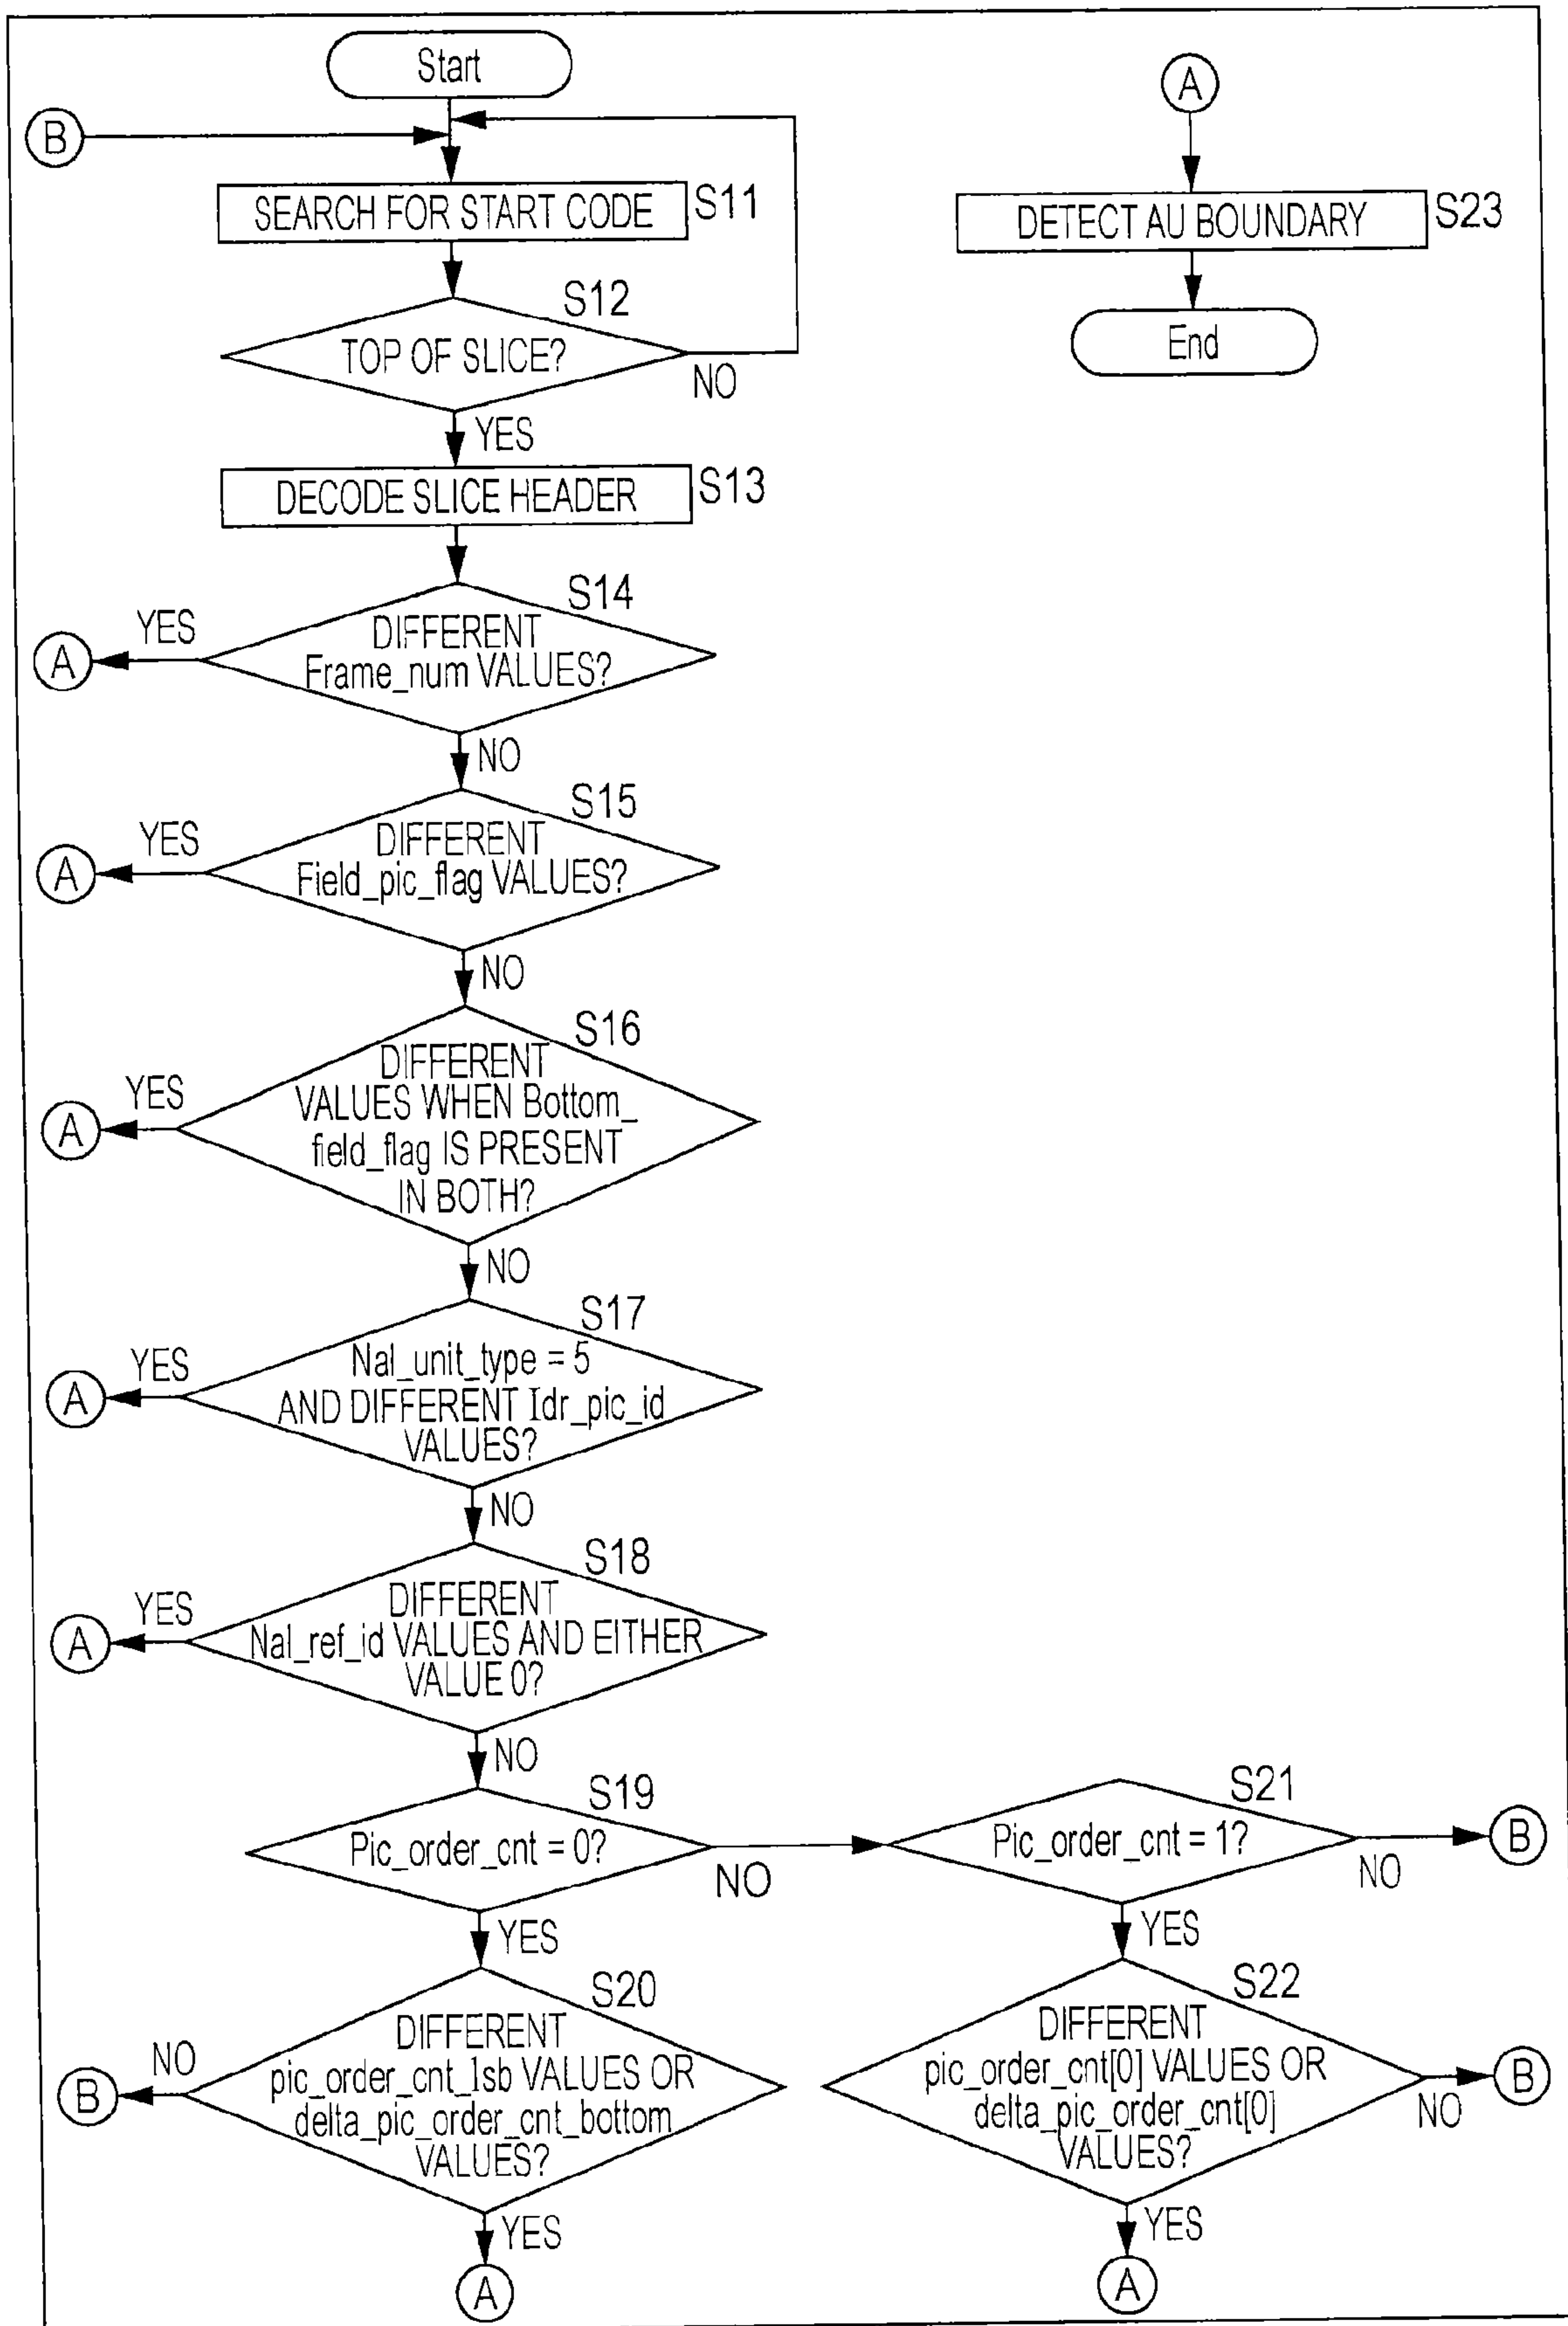 Start
B
SEARCH FOR START CODE
S11
S12
TOP OF SLICE?
NO
YES
DECODE SLICE HEADER
S13
S14
DIFFERENT
Frame_num VALUES?
YES
A
NO
S15
DIFFERENT
Field_pic_flag VALUES?
YES
A
NO
S16
DIFFERENT
VALUES WHEN Bottom_
field_flag IS PRESENT
IN BOTH?
YES
A
NO
S17
Nal_unit_type = 5
AND DIFFERENT Idr_pic_id
VALUES?
YES
A
NO
S18
DIFFERENT
Nal_ref_id VALUES AND EITHER
VALUE 0?
YES
A
NO
S19
Pic_order_cnt = 0?
NO
YES
S20
DIFFERENT
pic_order_cnt_lsb VALUES OR
delta_pic_order_cnt_bottom
VALUES?
NO
B
YES
A
S21
Pic_order_cnt = 1?
NO
B
YES
S22
DIFFERENT
pic_order_cnt[0] VALUES OR
delta_pic_order_cnt[0]
VALUES?
NO
B
YES
A
A
DETECT AU BOUNDARY
S23
End